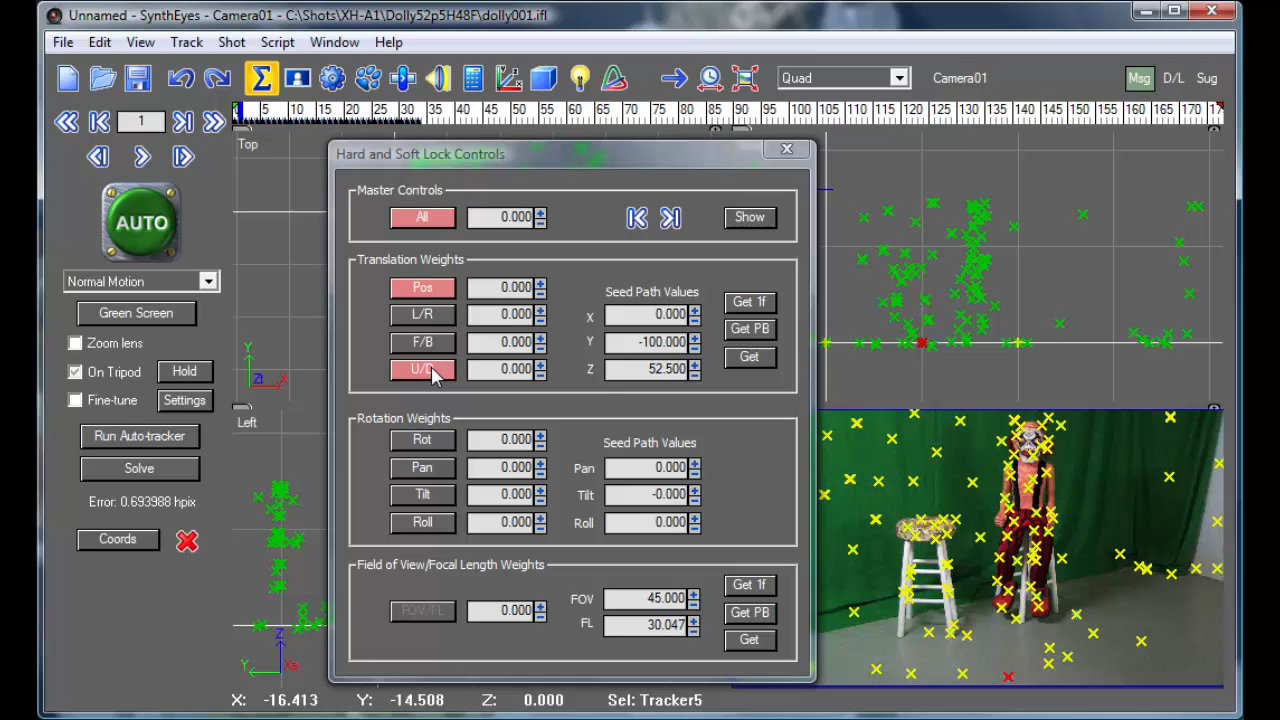 Unnamed - SynthEyes - Camera01 - C:\Shots\XH-A1\Dolly52p5H48F\dolly001.ifl
File Edit View Track Shot Script Window Help
Quad Camera01 Msg D/L Sug
1 5 10 15 20 25 30 35 40 45 50 55 60 65 70 75 80 85 90 95 100 105 110 115 120 125 130 135 140 145 150 155 160 165 170 17
Top
AUTO
Normal Motion
Green Screen
Zoom lens
On Tripod Hold
Fine-tune Settings
Run Auto-tracker
Solve
Error: 0.693988 hpix
Coords
Y
X
Left
Z
Y
Hard and Soft Lock Controls
Master Controls
All 0.000 Show
Translation Weights
Pos 0.000 Seed Path Values Get 1f
L/R 0.000 X 0.000 Get PB
F/B 0.000 Y -100.000 Get
U/D 0.000 Z 52.500
Rotation Weights
Rot 0.000 Seed Path Values
Pan 0.000 Pan 0.000
Tilt 0.000 Tilt -0.000
Roll 0.000 Roll 0.000
Field of View/Focal Length Weights
Get 1f
FOV/FL 0.000 FOV 45.000 Get PB
FL 30.047 Get
X: -16.413 Y: -14.508 Z: 0.000 Sel: Tracker5